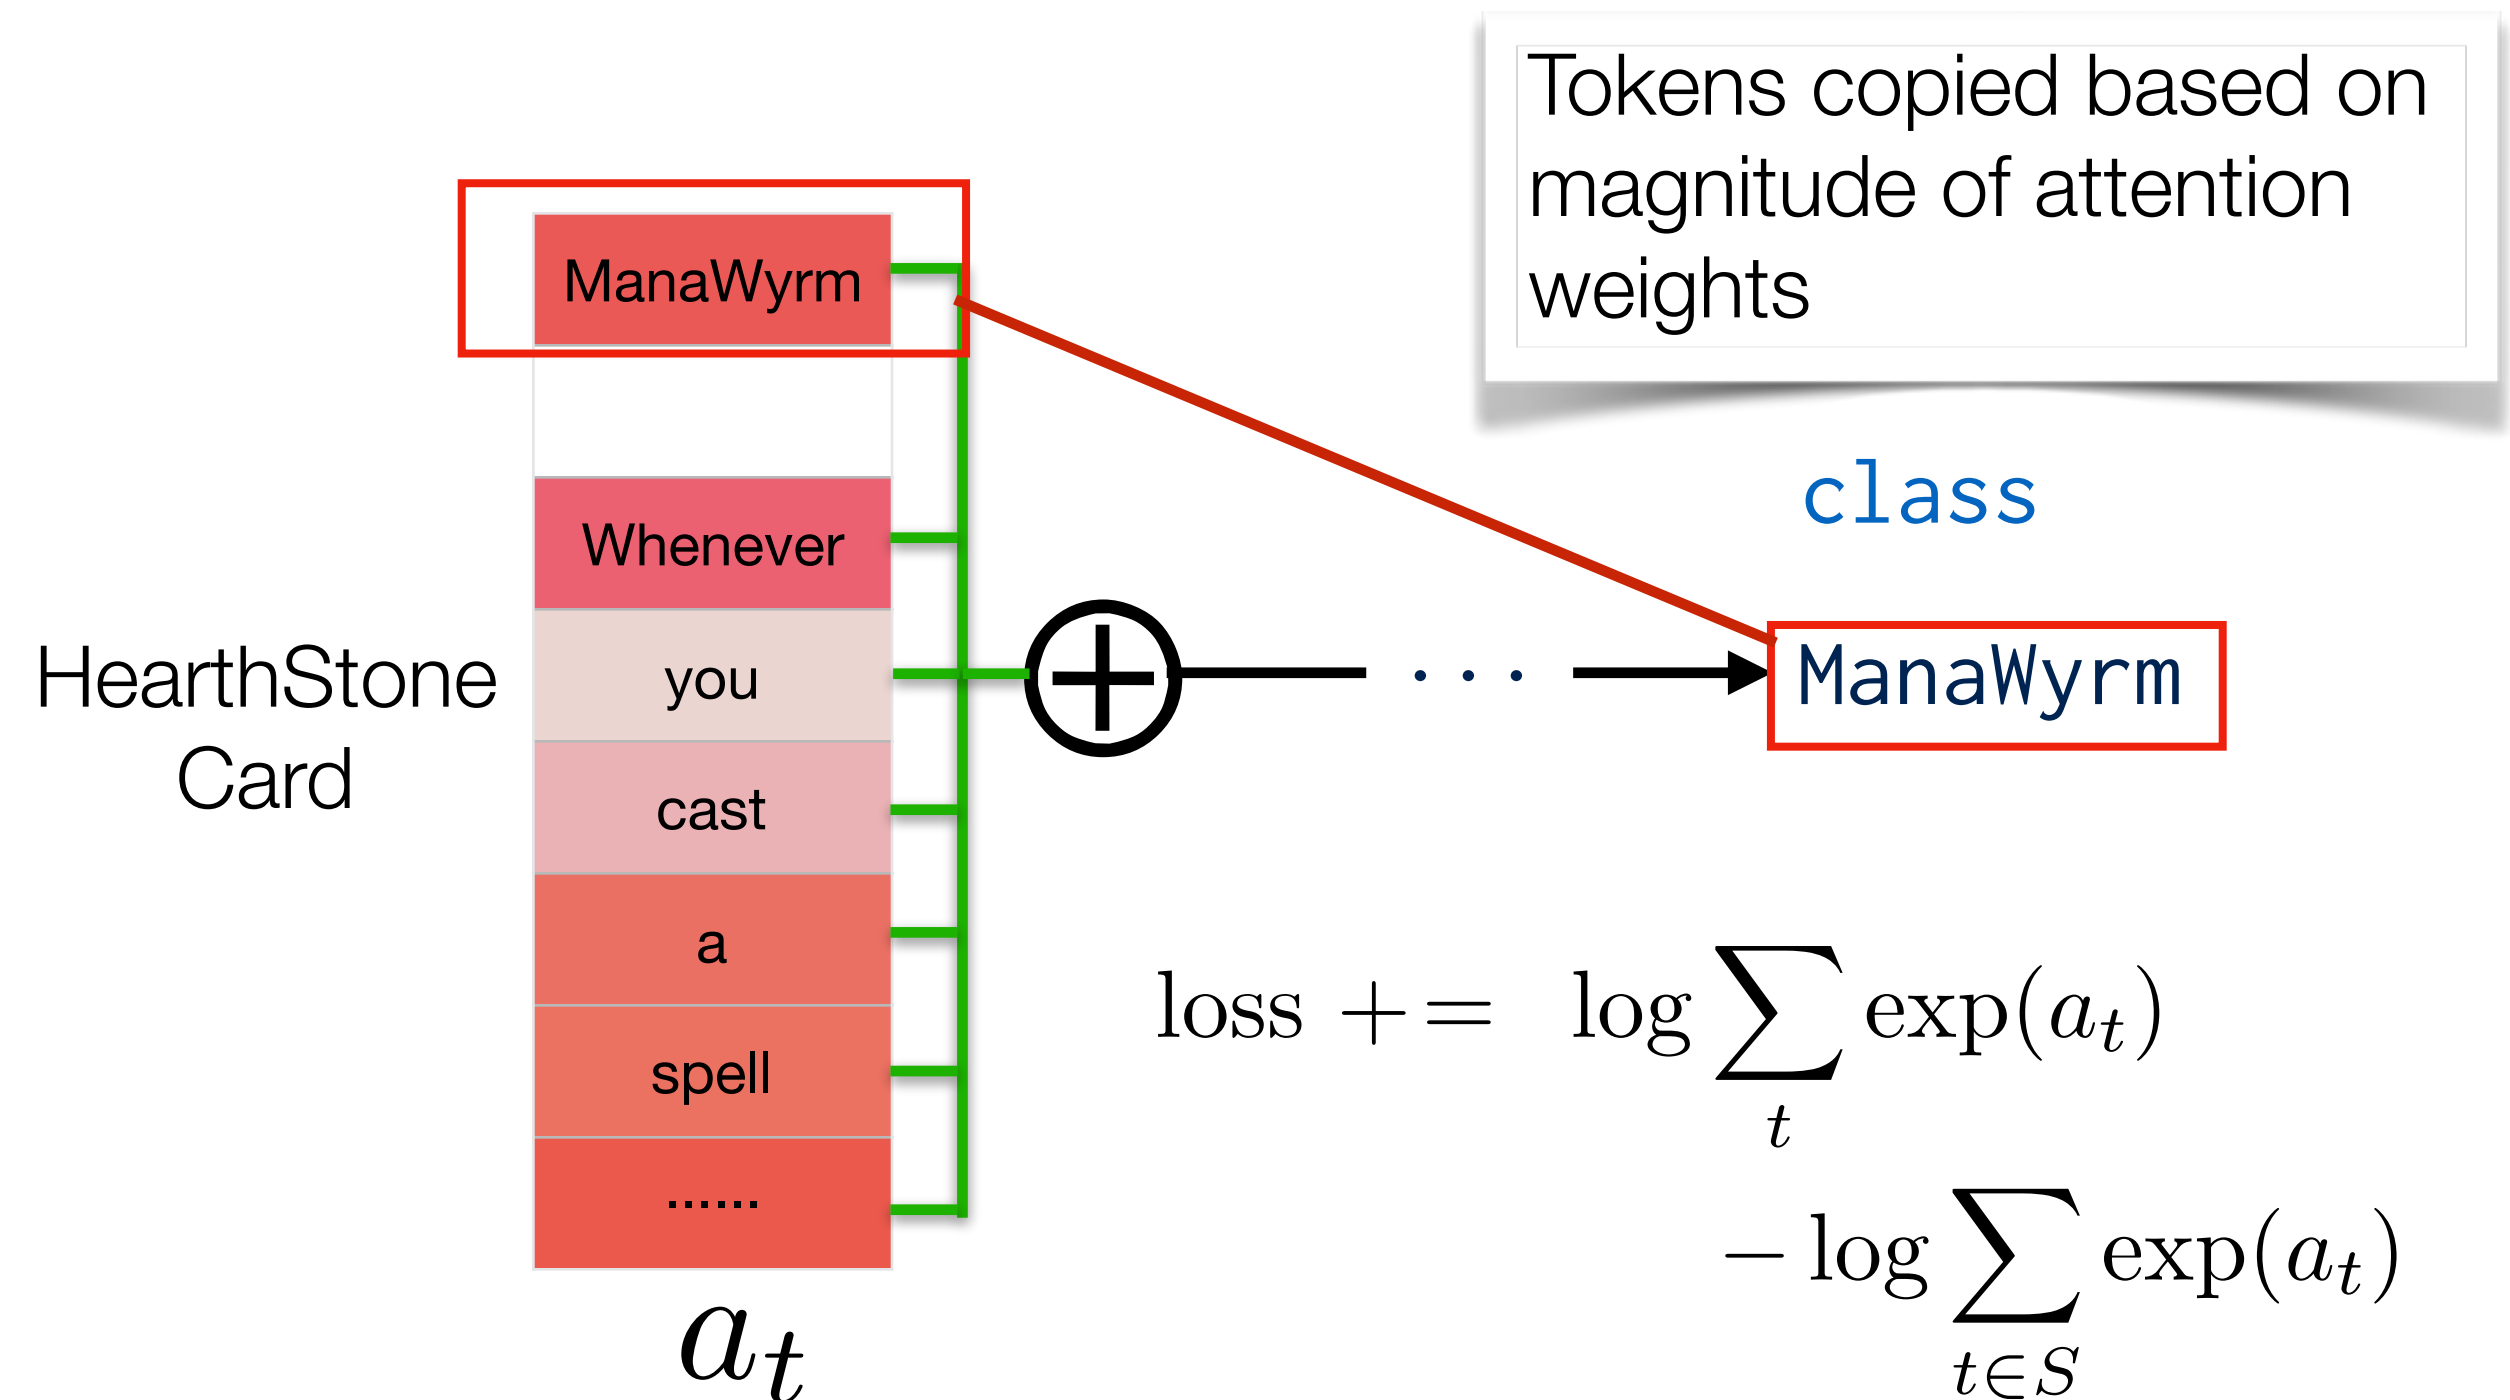 Tokens copied based on
magnitude of attention
weights
ManaWyrm
Whenever
you
cast
a
spell
......
a_t
HearthStone
Card
class
. . .
ManaWyrm
loss += log ∑_t exp(a_t)
− log ∑_{t∈S} exp(a_t)